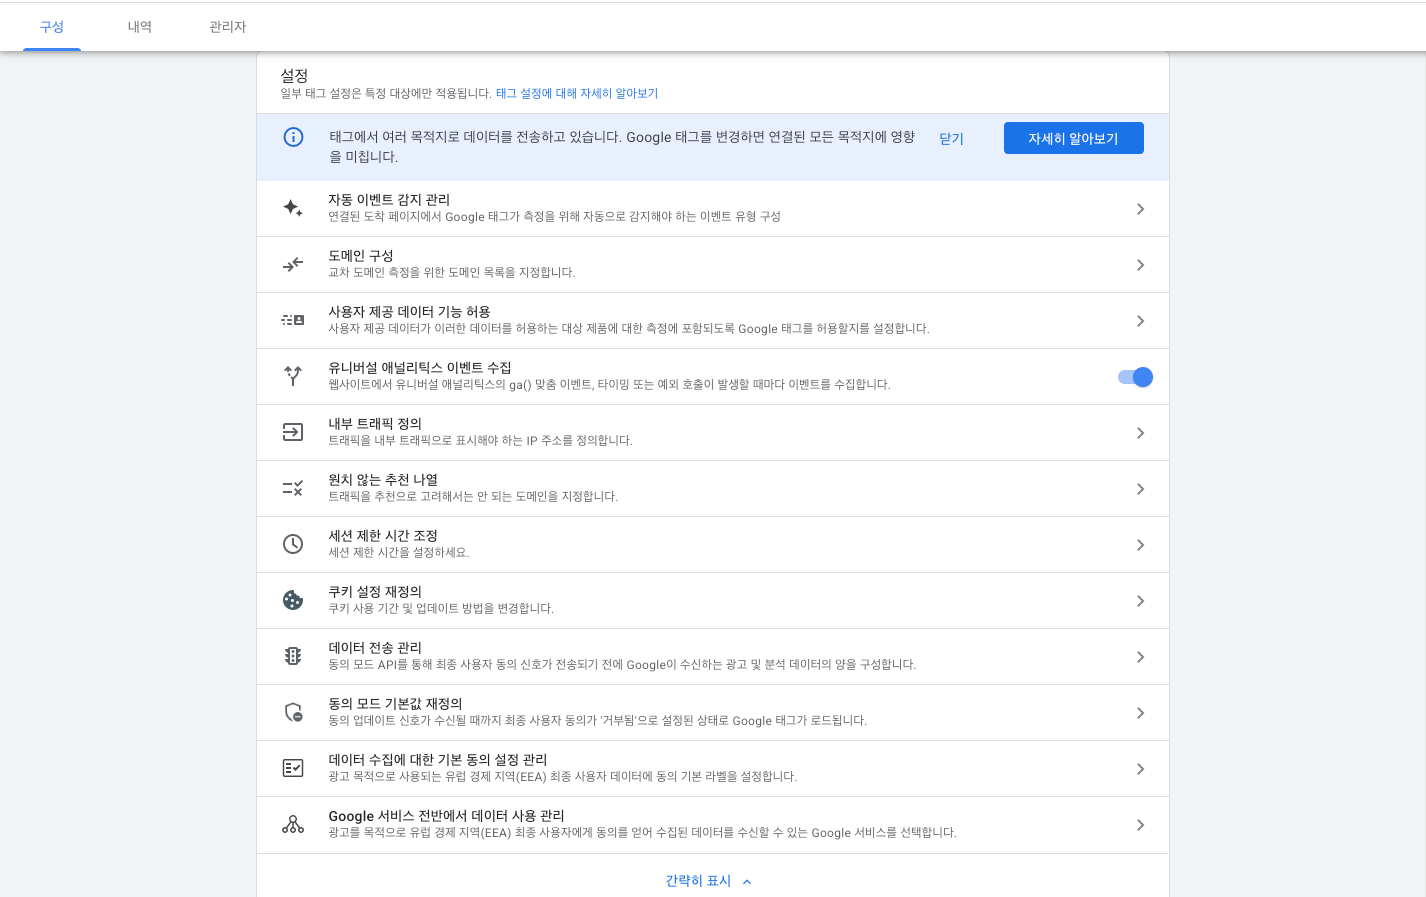 구성
내역
관리자
설정
일부 태그 설정은 특정 대상에만 적용됩니다. 태그 설정에 대해 자세히 알아보기
태그에서 여러 목적지로 데이터를 전송하고 있습니다. Google 태그를 변경하면 연결된 모든 목적지에 영향
을 미칩니다.
닫기
자세히 알아보기
자동 이벤트 감지 관리
연결된 도착 페이지에서 Google 태그가 측정을 위해 자동으로 감지해야 하는 이벤트 유형 구성
도메인 구성
교차 도메인 측정을 위한 도메인 목록을 지정합니다.
사용자 제공 데이터 기능 허용
사용자 제공 데이터가 이러한 데이터를 허용하는 대상 제품에 대한 측정에 포함되도록 Google 태그를 허용할지를 설정합니다.
유니버설 애널리틱스 이벤트 수집
웹사이트에서 유니버설 애널리틱스의 ga() 맞춤 이벤트, 타이밍 또는 예외 호출이 발생할 때마다 이벤트를 수집합니다.
내부 트래픽 정의
트래픽을 내부 트래픽으로 표시해야 하는 IP 주소를 정의합니다.
원치 않는 추천 나열
트래픽을 추천으로 고려해서는 안 되는 도메인을 지정합니다.
세션 제한 시간 조정
세션 제한 시간을 설정하세요.
쿠키 설정 재정의
쿠키 사용 기간 및 업데이트 방법을 변경합니다.
데이터 전송 관리
동의 모드 API를 통해 최종 사용자 동의 신호가 전송되기 전에 Google이 수신하는 광고 및 분석 데이터의 양을 구성합니다.
동의 모드 기본값 재정의
동의 업데이트 신호가 수신될 때까지 최종 사용자 동의가 '거부됨'으로 설정된 상태로 Google 태그가 로드됩니다.
데이터 수집에 대한 기본 동의 설정 관리
광고 목적으로 사용되는 유럽 경제 지역(EEA) 최종 사용자 데이터에 동의 기본 라벨을 설정합니다.
Google 서비스 전반에서 데이터 사용 관리
광고를 목적으로 유럽 경제 지역(EEA) 최종 사용자에게 동의를 얻어 수집된 데이터를 수신할 수 있는 Google 서비스를 선택합니다.
간략히 표시